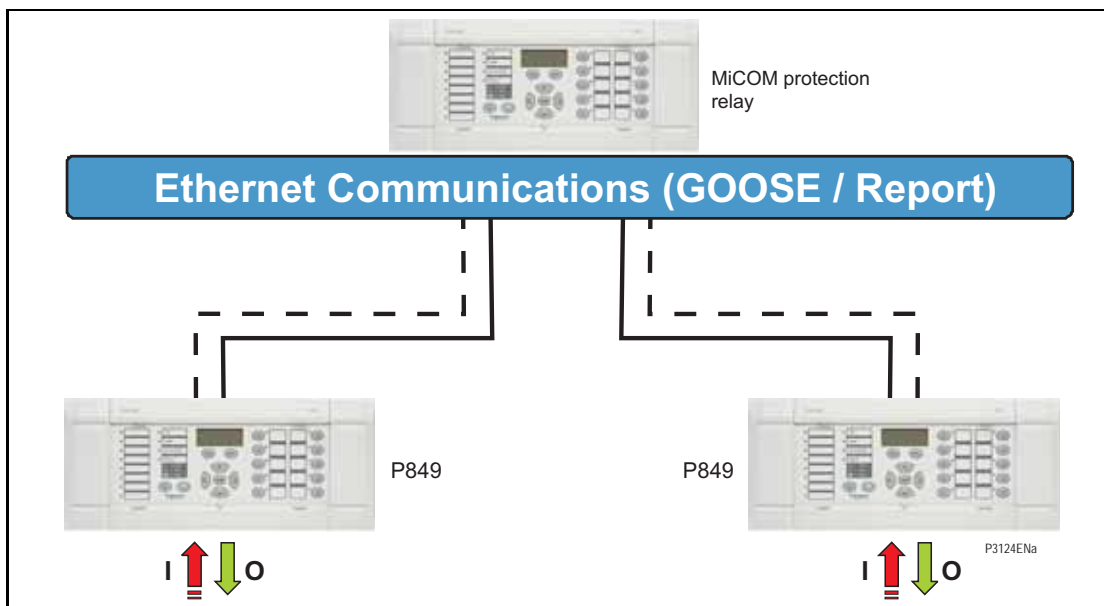 MiCOM protection
relay
Ethernet Communications (GOOSE / Report)
P849
P849
P3124ENa
I O
I O